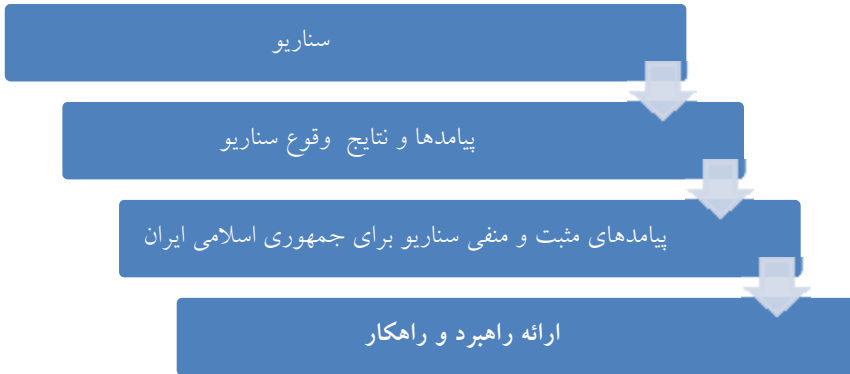 سناریو
پیامدها و نتایج وقوع سناریو
پیامدهای مثبت و منفی سناریو برای جمهوری اسلامی ایران
ارائه راهبرد و راهکار